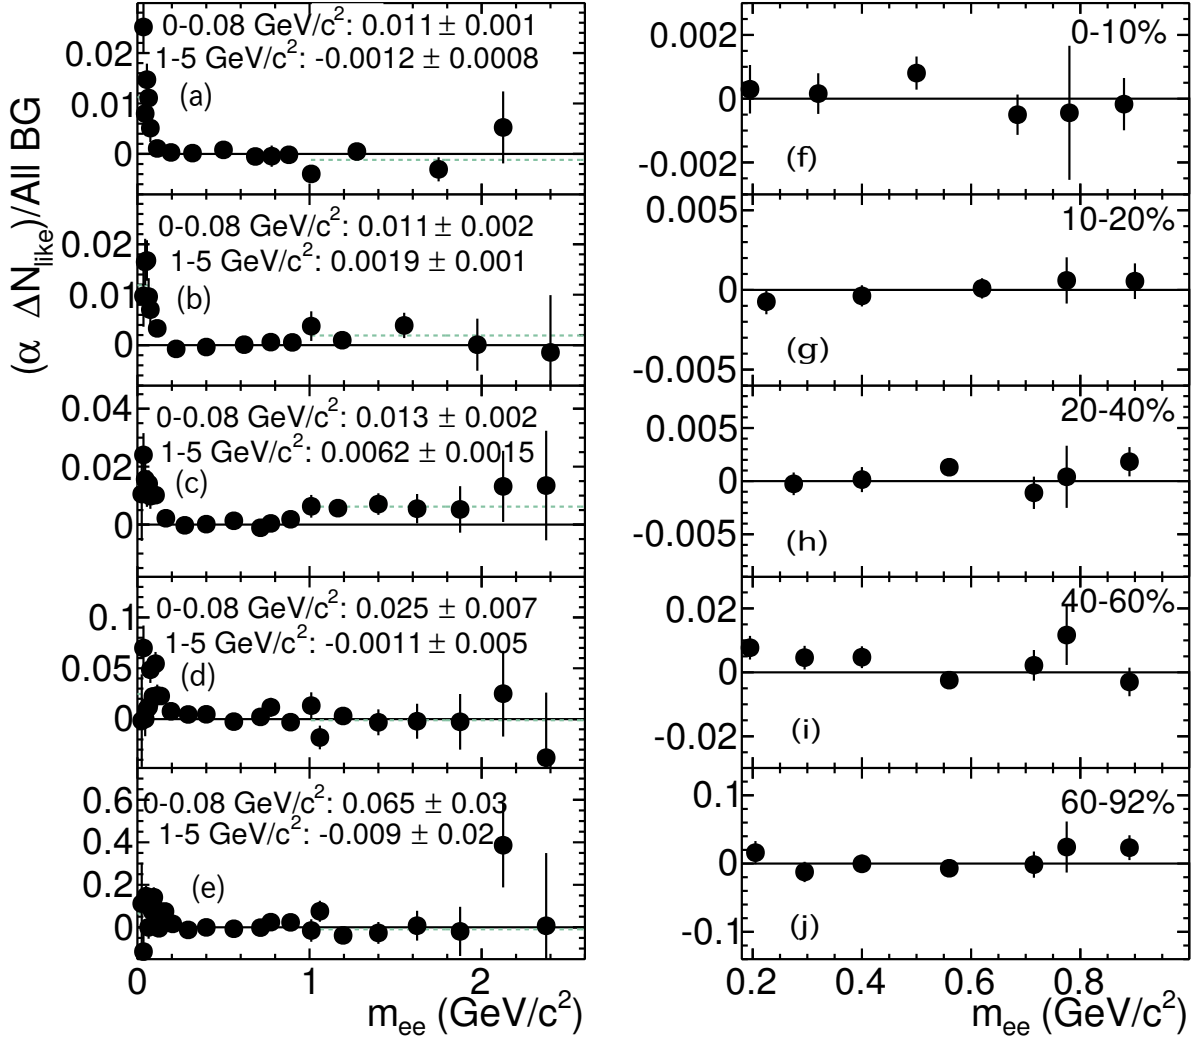 (α ΔN_like)/All BG
0-0.08 GeV/c²: 0.011 ± 0.001
1-5 GeV/c²: -0.0012 ± 0.0008
(a)
0.02
0.01
0
0-0.08 GeV/c²: 0.011 ± 0.002
1-5 GeV/c²: 0.0019 ± 0.001
(b)
0.02
0.01
0
0-0.08 GeV/c²: 0.013 ± 0.002
1-5 GeV/c²: 0.0062 ± 0.0015
(c)
0.04
0.02
0
0-0.08 GeV/c²: 0.025 ± 0.007
1-5 GeV/c²: -0.0011 ± 0.005
(d)
0.1
0.05
0
0-0.08 GeV/c²: 0.065 ± 0.03
1-5 GeV/c²: -0.009 ± 0.02
(e)
0.6
0.4
0.2
0
0 1 2
m_ee (GeV/c²)
0-10%
0.002
0
-0.002
(f)
10-20%
0.005
0
-0.005
(g)
20-40%
0.005
0
-0.005
(h)
40-60%
0.02
0
-0.02
(i)
60-92%
0.1
0
-0.1
(j)
0.2 0.4 0.6 0.8
m_ee (GeV/c²)